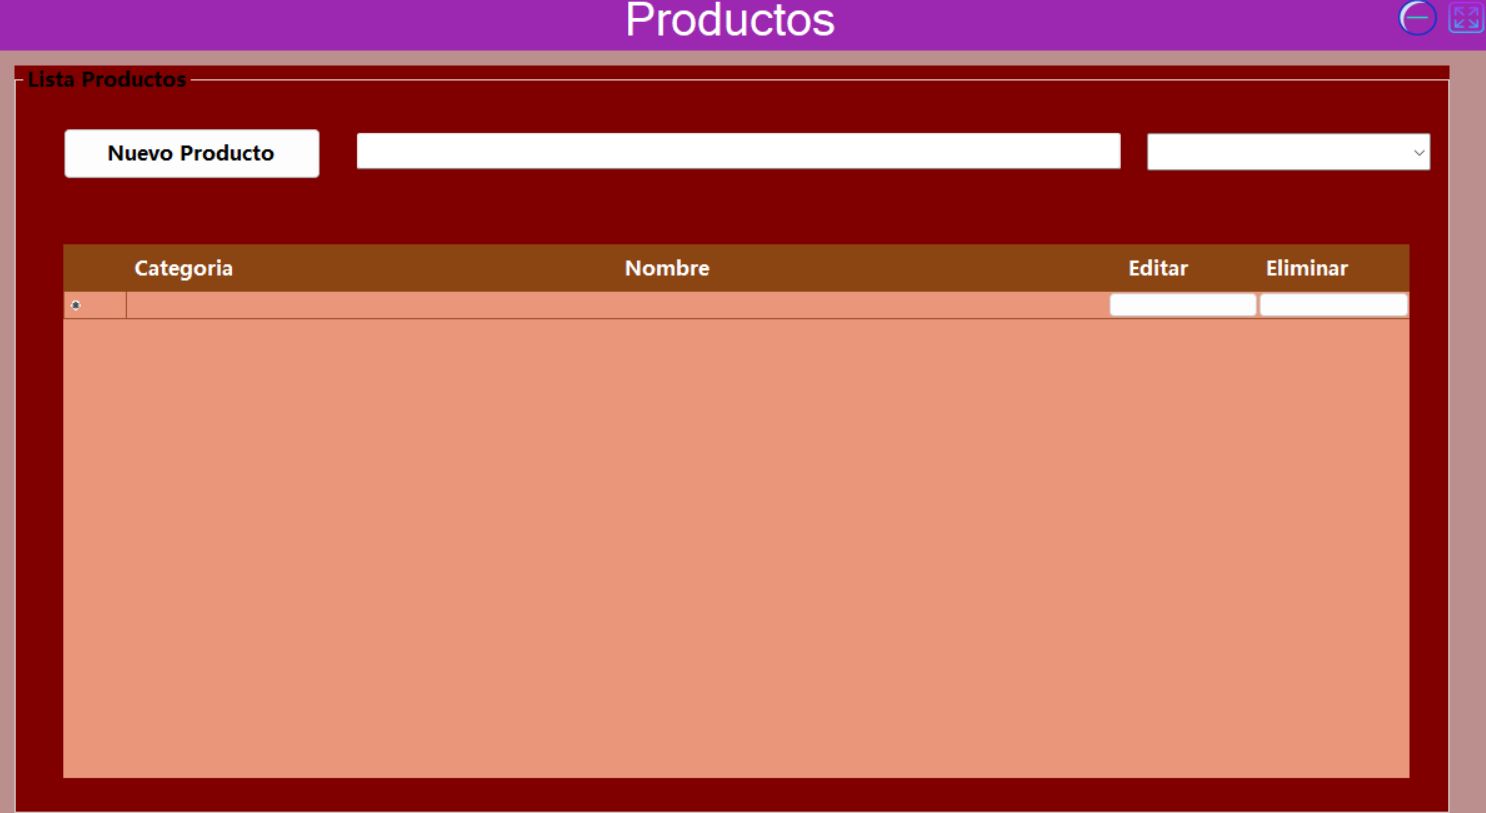 Productos
Lista Productos
Nuevo Producto
Categoria Nombre Editar Eliminar